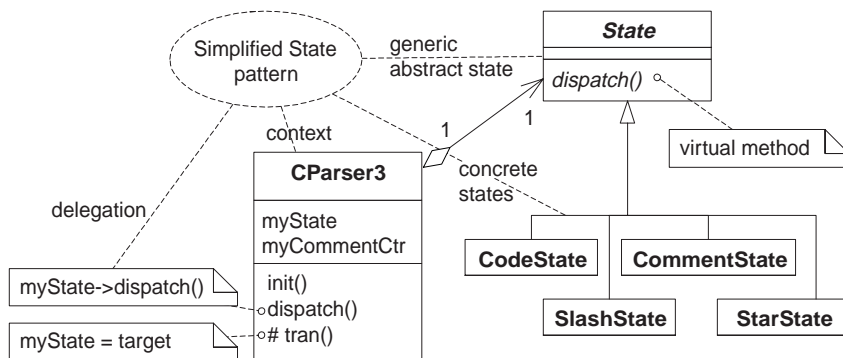 Simplified State
pattern
generic
abstract state
State
dispatch()
1
1
virtual method
context
concrete
states
delegation
CParser3
myState
myCommentCtr
init()
dispatch()
# tran()
myState->dispatch()
myState = target
CodeState
CommentState
SlashState
StarState